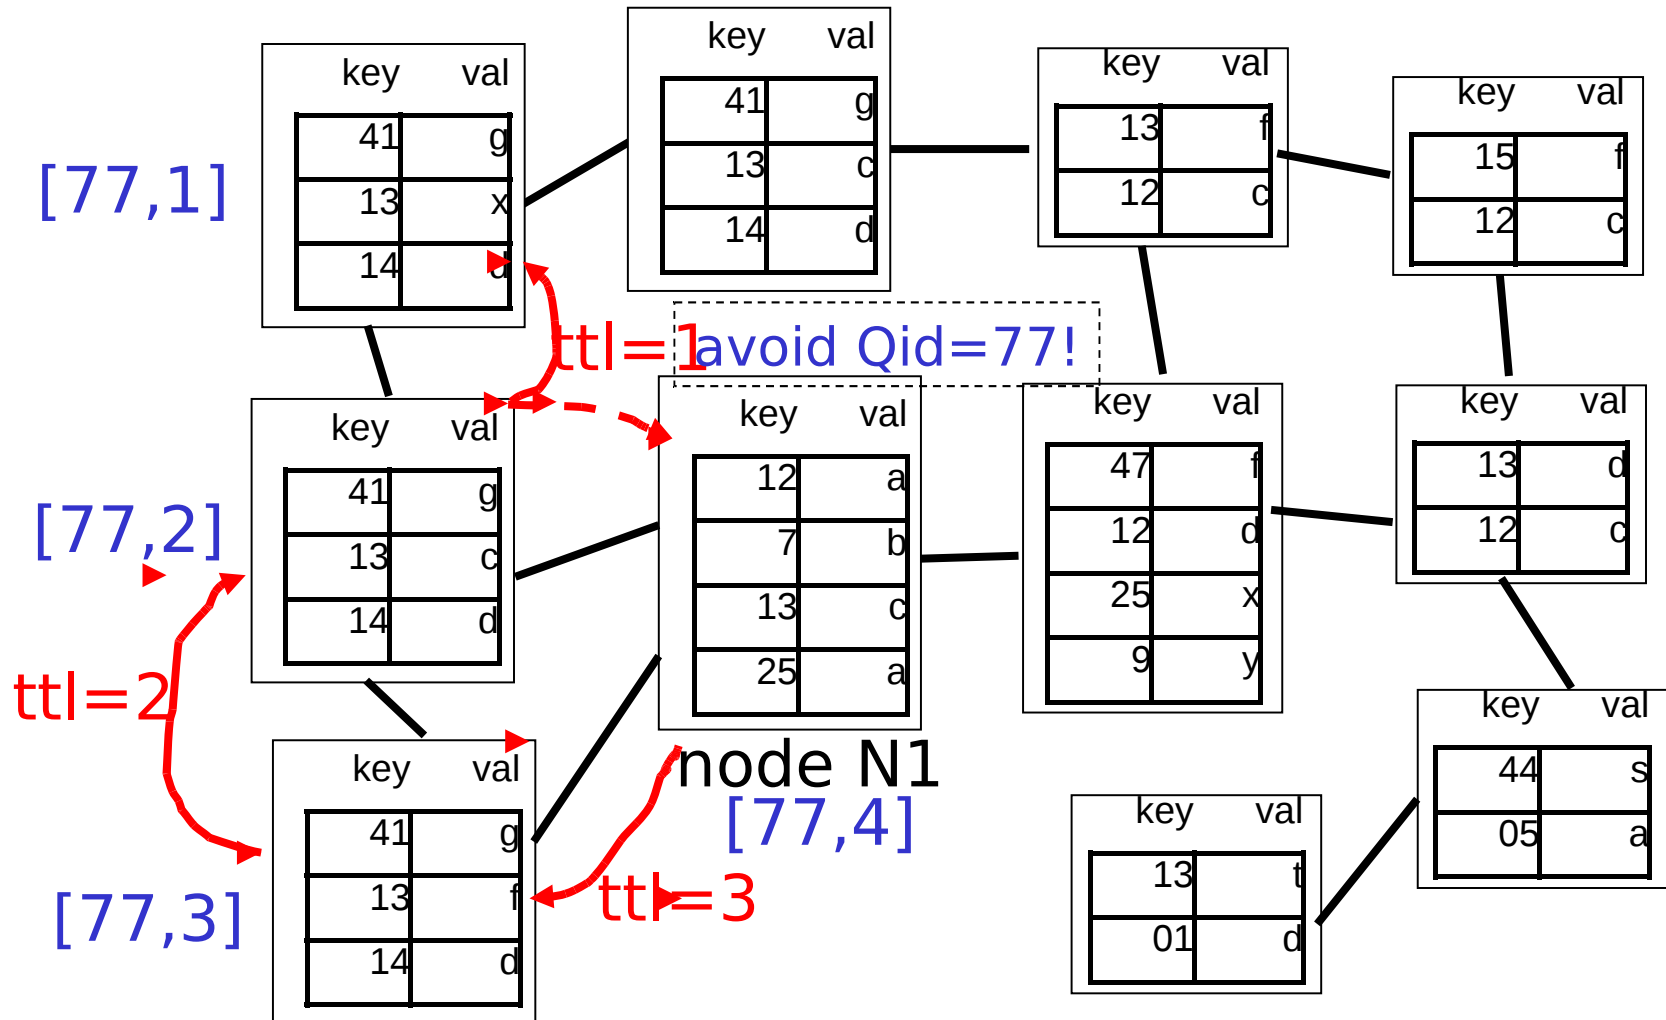 key val
41 g
13 x
14 d
key val
41 g
13 c
14 d
key val
13 f
12 c
key val
15 f
12 c
[77,1]
ttl=1
avoid Qid=77!
key val
41 g
13 c
14 d
key val
12 a
7 b
13 c
25 a
key val
47 f
12 d
25 x
9 y
key val
13 d
12 c
[77,2]
ttl=2
node N1
[77,4]
ttl=3
key val
41 g
13 f
14 d
[77,3]
key val
13 t
01 d
key val
44 s
05 a